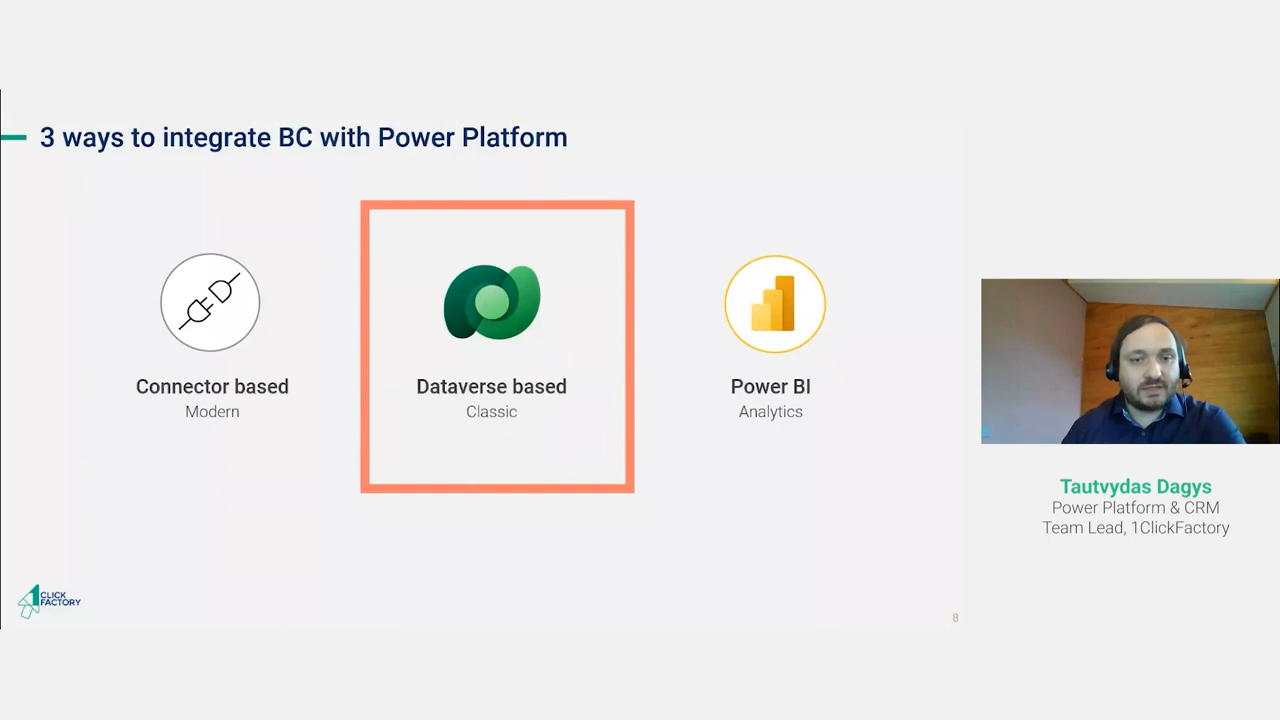 3 ways to integrate BC with Power Platform
Connector based
Modern
Dataverse based
Classic
Power BI
Analytics
Tautvydas Dagys
Power Platform & CRM
Team Lead, 1ClickFactory
1
CLICK
FACTORY
8